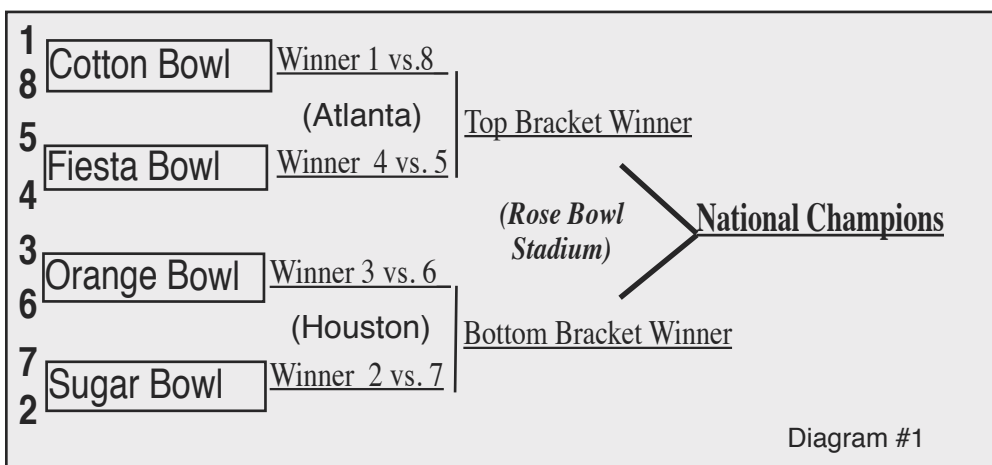 1
Cotton Bowl
8
Winner 1 vs.8
(Atlanta)
5
Fiesta Bowl
4
Winner 4 vs. 5
Top Bracket Winner
3
Orange Bowl
6
Winner 3 vs. 6
(Houston)
7
Sugar Bowl
2
Winner 2 vs. 7
Bottom Bracket Winner
(Rose Bowl
Stadium)
National Champions
Diagram #1